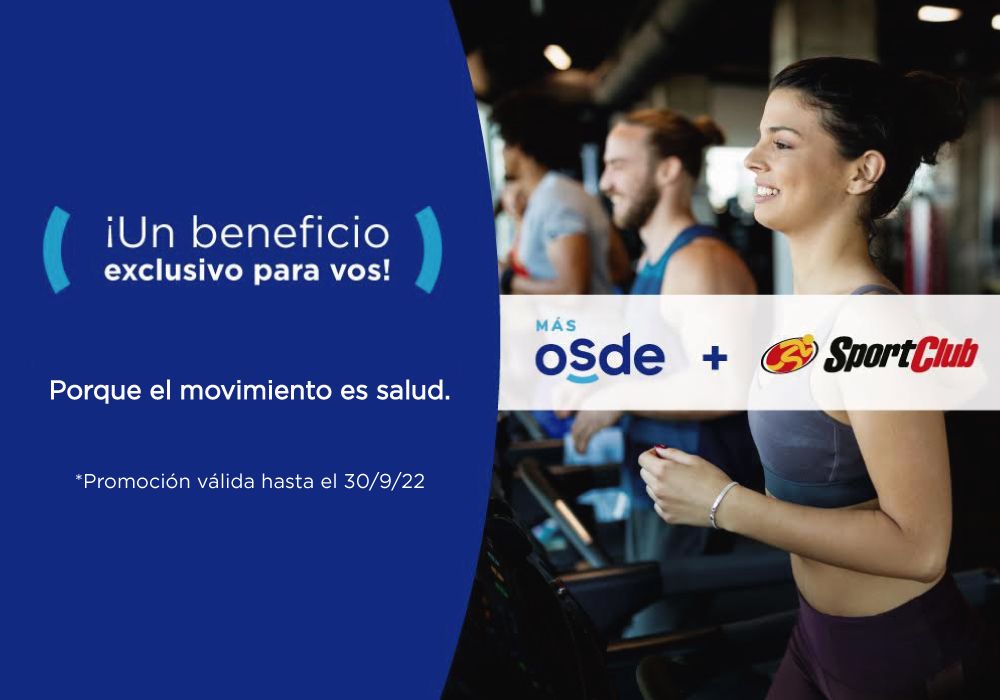 ¡Un beneficio
exclusivo para vos!
Porque el movimiento es salud.
*Promoción válida hasta el 30/9/22
MÁS
osde + SportClub